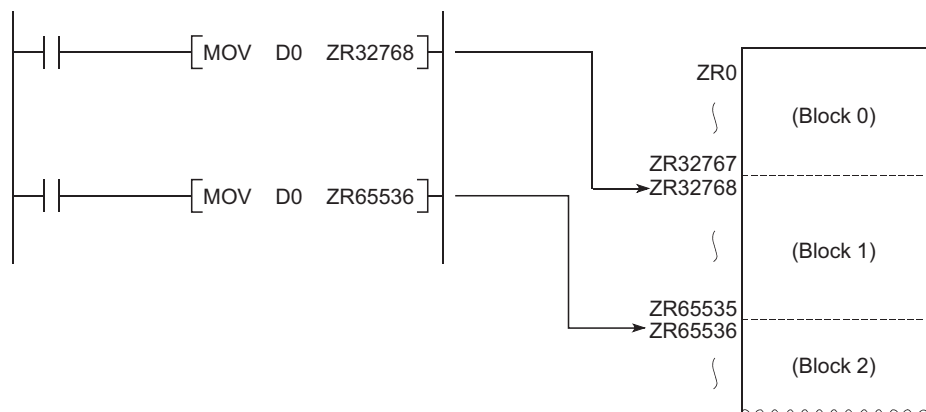 MOV D0 ZR32768
MOV D0 ZR65536
ZR0
(Block 0)
ZR32767
ZR32768
(Block 1)
ZR65535
ZR65536
(Block 2)